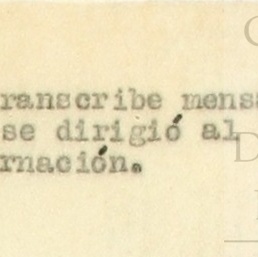 ranscribe mens
se dirigió al
rnación.